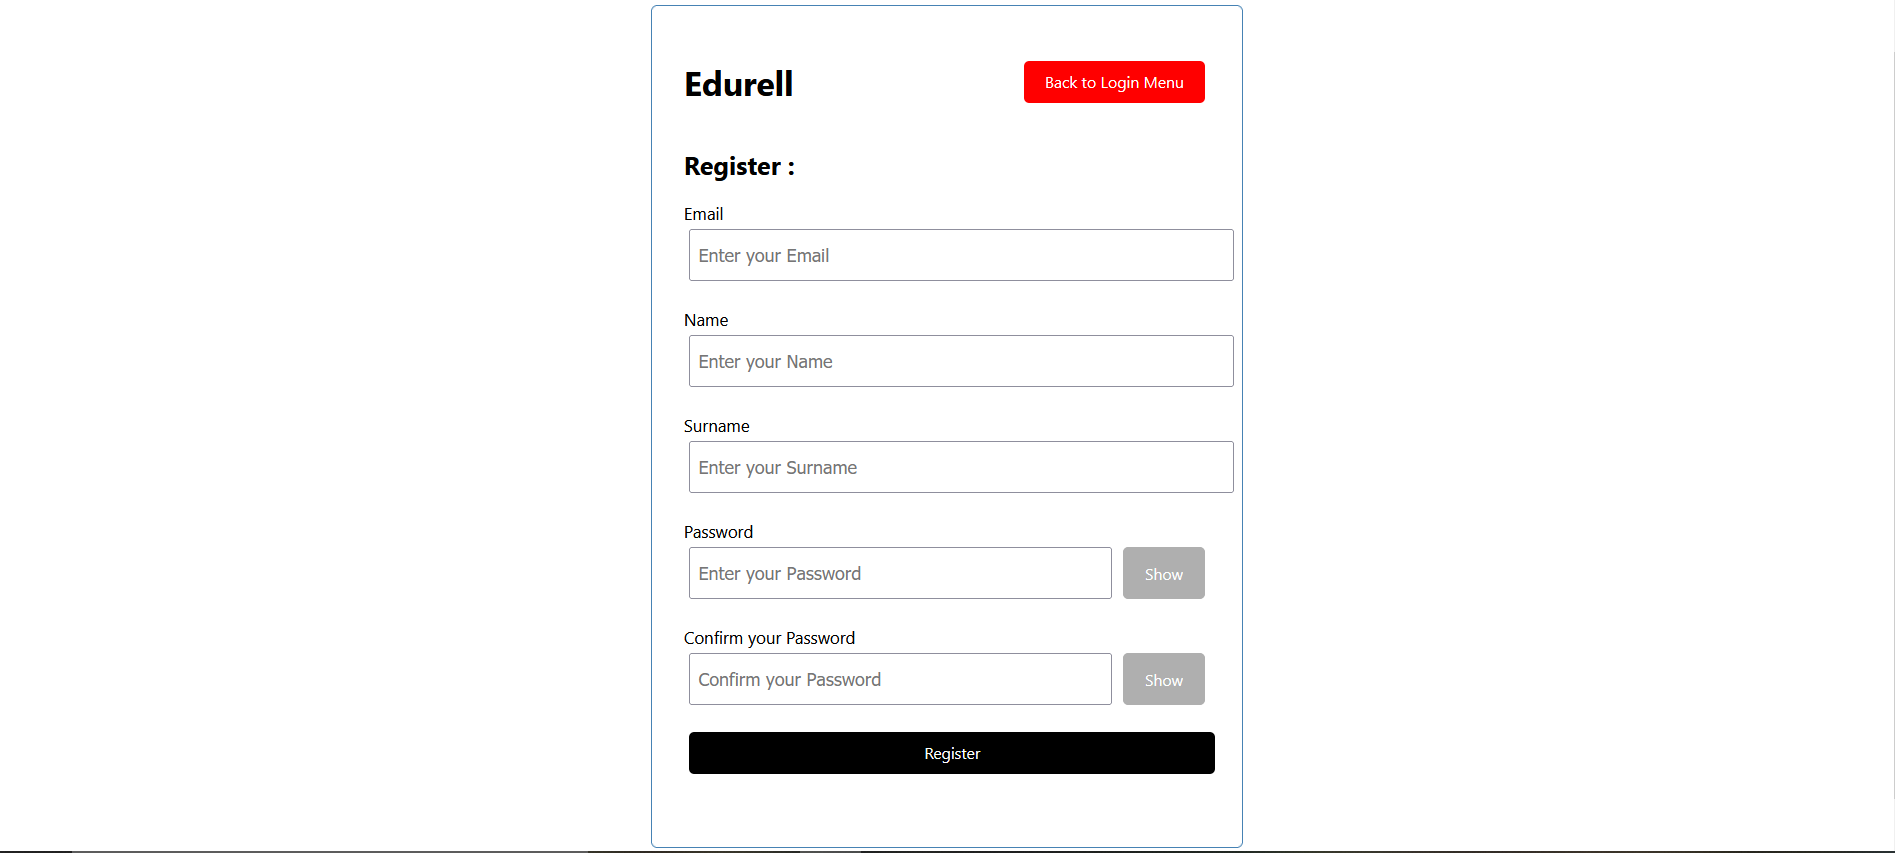 Edurell
Back to Login Menu
Register :
Email
Enter your Email
Name
Enter your Name
Surname
Enter your Surname
Password
Enter your Password
Show
Confirm your Password
Confirm your Password
Show
Register